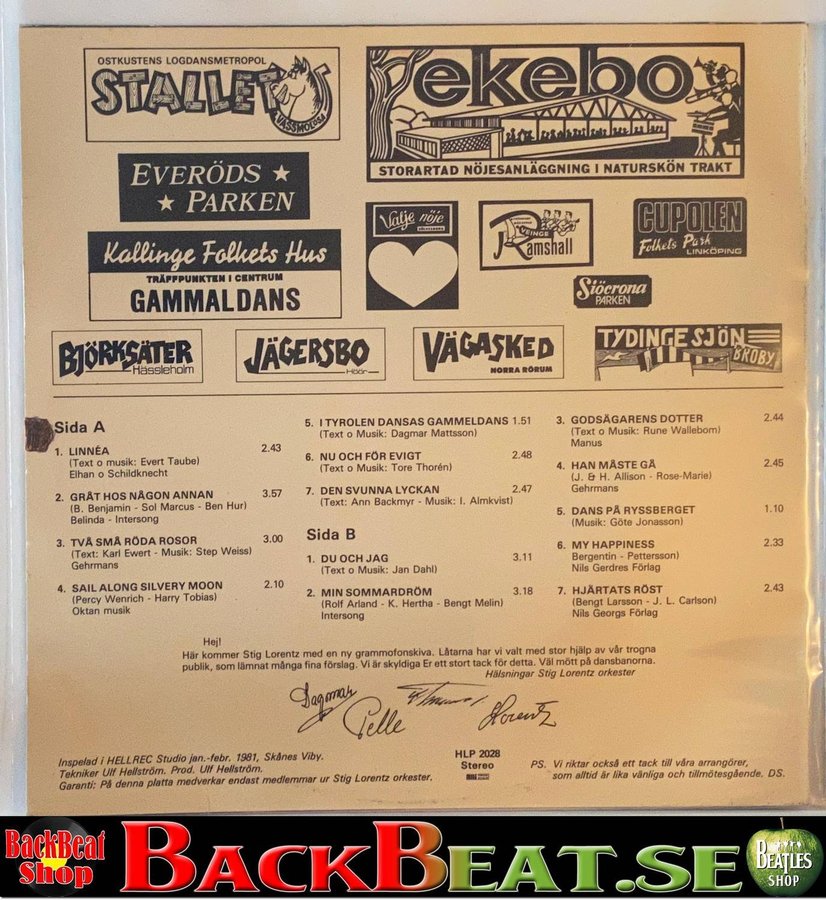 OSTKUSTENS LOGDANSMETROPOL
STALLET
VASSMOLÖSA
ekebo
STORARTAD NÖJESANLÄGGNING I NATURSKÖN TRAKT
EVERÖDS
PARKEN
Kallinge Folkets Hus
TRÄFFPUNKTEN I CENTRUM
GAMMALDANS
Valje nöje
Reinge
Jamshall
CUPOLEN
Folkets Park
LINKÖPING
Siöcrona
PARKEN
BJÖRKSÄTER
Hässleholm
JÄGERSBO
Höör
VÄGASKED
NORRA RÖRUM
TYDINGESJÖN
BROBY
Sida A
1. LINNÉA 2.43
(Text o musik: Evert Taube)
Elhan o Schildknecht
2. GRÅT HOS NÅGON ANNAN 3.57
(B. Benjamin - Sol Marcus - Ben Hur)
Belinda - Intersong
3. TVÅ SMÅ RÖDA ROSOR 3.00
(Text: Karl Ewert - Musik: Step Weiss)
Gehrmans
4. SAIL ALONG SILVERY MOON 2.10
(Percy Wenrich - Harry Tobias)
Oktan musik
5. I TYROLEN DANSAS GAMMELDANS 1.51
(Text o Musik: Dagmar Mattsson)
6. NU OCH FÖR EVIGT 2.48
(Text o Musik: Tore Thorén)
7. DEN SVUNNA LYCKAN 2.47
(Text: Ann Backmyr - Musik: I. Almkvist)
Sida B
1. DU OCH JAG 3.11
(Text o Musik: Jan Dahl)
2. MIN SOMMARDRÖM 3.18
(Rolf Arland - K. Hertha - Bengt Melin)
Intersong
3. GODSÄGARENS DOTTER 2.44
(Text o Musik: Rune Wallebom)
Manus
4. HAN MÅSTE GÅ 2.45
(J. & H. Allison - Rose-Marie)
Gehrmans
5. DANS PÅ RYSSBERGET 1.10
(Musik: Göte Jonasson)
6. MY HAPPINESS 2.33
Bergentin - Pettersson)
Nils Gerdres Förlag
7. HJÄRTATS RÖST 2.43
(Bengt Larsson - J. L. Carlson)
Nils Georgs Förlag
Hej!
Här kommer Stig Lorentz med en ny grammofonskiva. Låtarna har vi valt med stor hjälp av vår trogna
publik, som lämnat många fina förslag. Vi är skyldiga Er ett stort tack för detta. Väl mött på dansbanorna.
Hälsningar Stig Lorentz orkester
Dagmar
Pelle
SLorentz
Inspelad i HELLREC Studio jan.-febr. 1981, Skånes Viby.
Tekniker Ulf Hellström. Prod. Ulf Hellström.
Garanti: På denna platta medverkar endast medlemmar ur Stig Lorentz orkester.
HLP 2028
Stereo
PS. Vi riktar också ett tack till våra arrangörer,
som alltid är lika vänliga och tillmötesgående. DS.
BackBeat
Shop
BACKBEAT.SE
BEATLES
SHOP